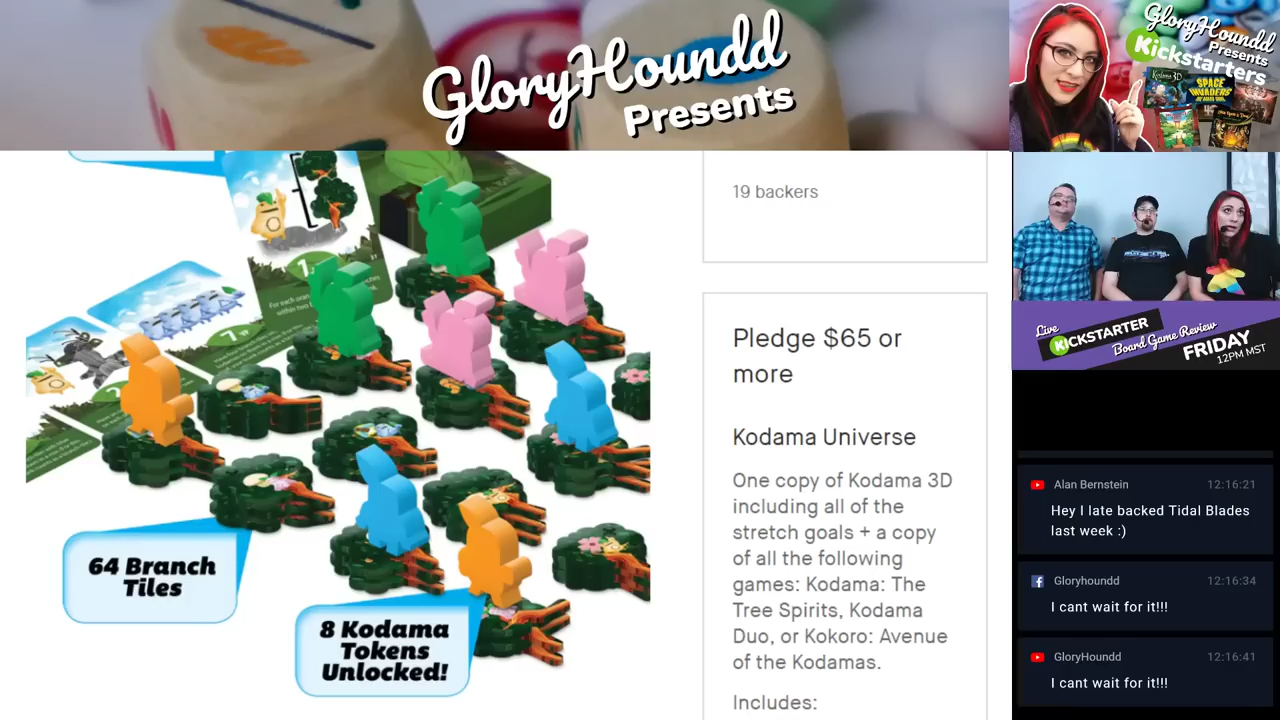 GloryHoundd
Presents
GloryHoundd
Presents
Kickstarters
Kodama 3D
SPACE
INVADERS
19 backers
Pledge $65 or
more
Kodama Universe
One copy of Kodama 3D
including all of the
stretch goals + a copy
of all the following
games: Kodama: The
Tree Spirits, Kodama
Duo, or Kokoro: Avenue
of the Kodamas.
Includes:
64 Branch
Tiles
8 Kodama
Tokens
Unlocked!
Live
KICKSTARTER
Board Game Review
FRIDAY
12PM MST
Alan Bernstein 12:16:21
Hey I late backed Tidal Blades
last week :)
Gloryhoundd 12:16:34
I cant wait for it!!!
GloryHoundd 12:16:41
I cant wait for it!!!